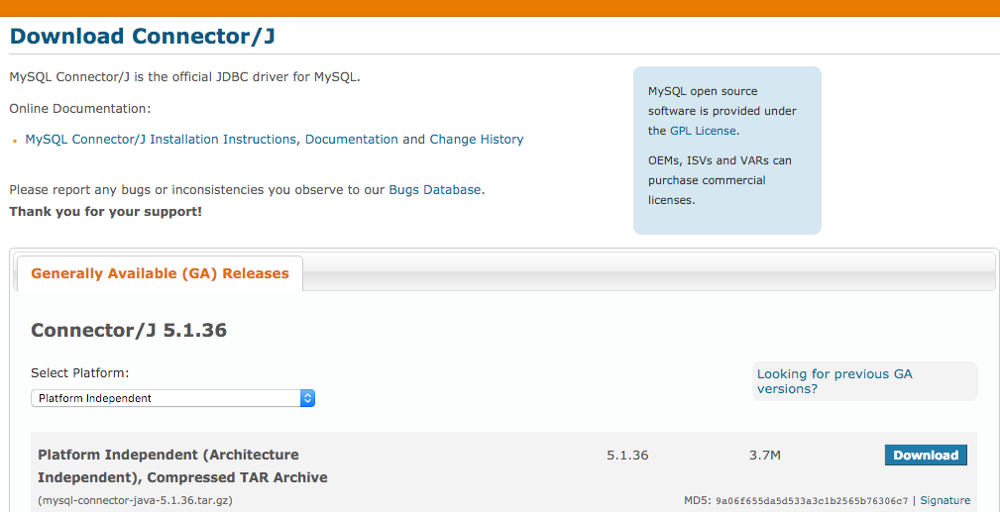 Download Connector/J
MySQL Connector/J is the official JDBC driver for MySQL.
Online Documentation:
MySQL Connector/J Installation Instructions, Documentation and Change History
Please report any bugs or inconsistencies you observe to our Bugs Database.
Thank you for your support!
MySQL open source
software is provided under
the GPL License.
OEMs, ISVs and VARs can
purchase commercial
licenses.
Generally Available (GA) Releases
Connector/J 5.1.36
Select Platform:
Platform Independent
Looking for previous GA
versions?
Platform Independent (Architecture
Independent), Compressed TAR Archive
5.1.36 3.7M Download
(mysql-connector-java-5.1.36.tar.gz)
MD5: 9a06f655da5d533a3c1b2565b76306c7 | Signature